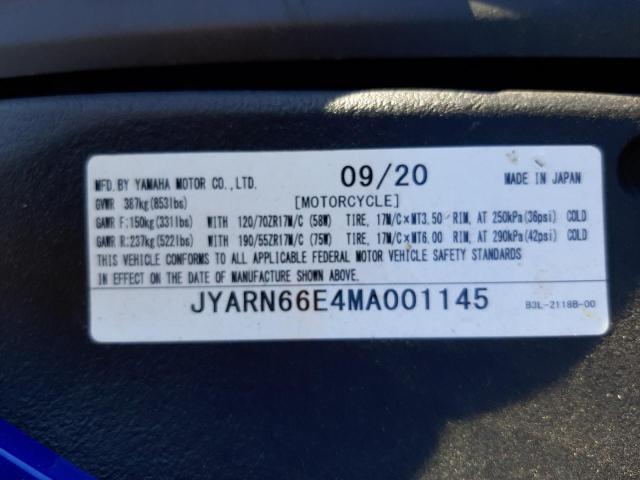 MFD.BY YAMAHA MOTOR CO.,LTD. 09/20 MADE IN JAPAN
GVWR 387kg(853lbs) [MOTORCYCLE]
GAWR F:150kg(331lbs) WITH 120/70ZR17M/C (58W) TIRE, 17M/C×MT3.50 RIM, AT 250kPa(36psi) COLD
GAWR R:237kg(522lbs) WITH 190/55ZR17M/C (75W) TIRE, 17M/C×MT6.00 RIM, AT 290kPa(42psi) COLD
THIS VEHICLE CONFORMS TO ALL APPLICABLE FEDERAL MOTOR VEHICLE SAFETY STANDARDS
IN EFFECT ON THE DATE OF MANUFACTURE SHOWN ABOVE.
JYARN66E4MA001145 B3L-2118B-00